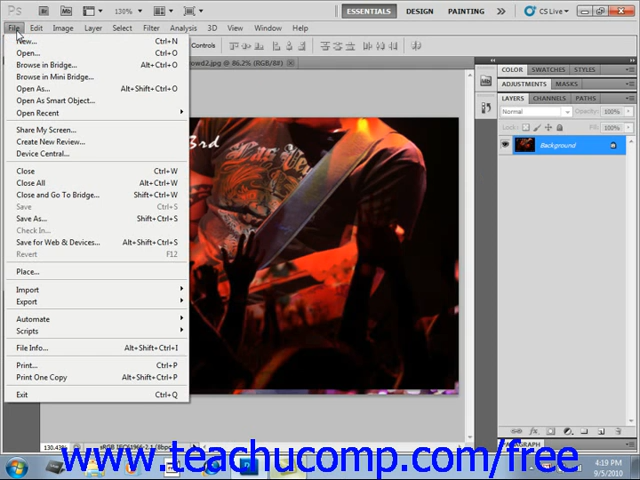 Ps Br Mb 130% ESSENTIALS DESIGN PAINTING >> CS Live
File Edit Image Layer Select Filter Analysis 3D View Window Help
New... Ctrl+N
Open... Ctrl+O
Browse in Bridge... Alt+Ctrl+O
Browse in Mini Bridge...
Open As... Alt+Shift+Ctrl+O
Open As Smart Object...
Open Recent
Share My Screen...
Create New Review...
Device Central...
Close Ctrl+W
Close All Alt+Ctrl+W
Close and Go To Bridge... Shift+Ctrl+W
Save Ctrl+S
Save As... Shift+Ctrl+S
Check In...
Save for Web & Devices... Alt+Shift+Ctrl+S
Revert F12
Place...
Import
Export
Automate
Scripts
File Info... Alt+Shift+Ctrl+I
Print... Ctrl+P
Print One Copy Alt+Shift+Ctrl+P
Exit Ctrl+Q
Controls
owd2.jpg @ 86.2% (RGB/8#)
3rd
COLOR SWATCHES STYLES
ADJUSTMENTS MASKS
LAYERS CHANNELS PATHS
Normal Opacity: 100%
Lock: Fill: 100%
Background
PARAGRAPH
www.teachucomp.com/free
4:19 PM
9/5/2010